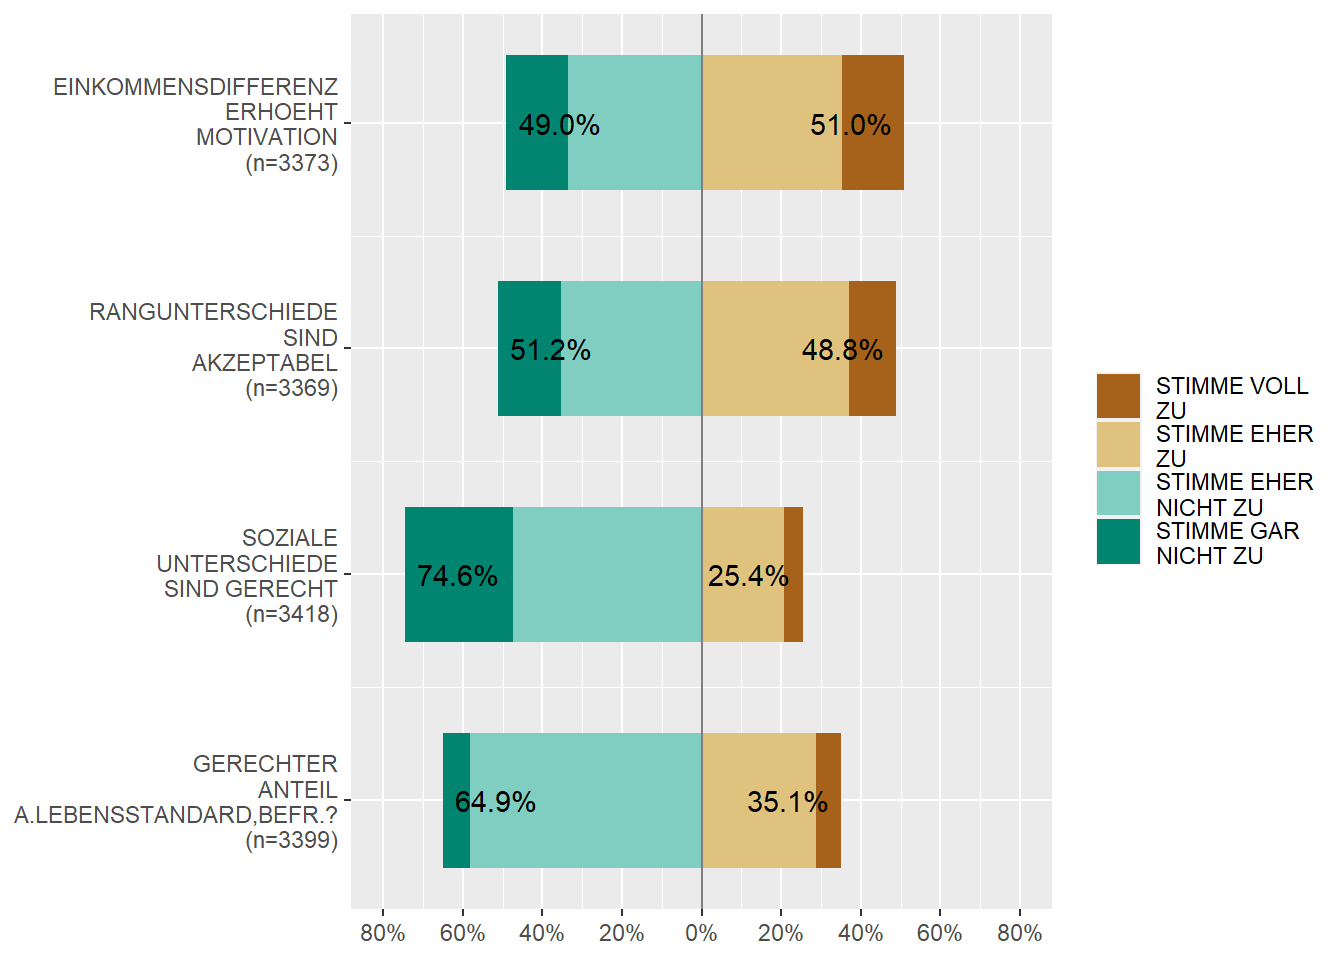 EINKOMMENSDIFFERENZ
ERHOEHT
MOTIVATION
(n=3373)
49.0%
51.0%
RANGUNTERSCHIEDE
SIND
AKZEPTABEL
(n=3369)
51.2%
48.8%
SOZIALE
UNTERSCHIEDE
SIND GERECHT
(n=3418)
74.6%
25.4%
GERECHTER
ANTEIL
A.LEBENSSTANDARD,BEFR.?
(n=3399)
64.9%
35.1%
80% 60% 40% 20% 0% 20% 40% 60% 80%
STIMME VOLL
ZU
STIMME EHER
ZU
STIMME EHER
NICHT ZU
STIMME GAR
NICHT ZU